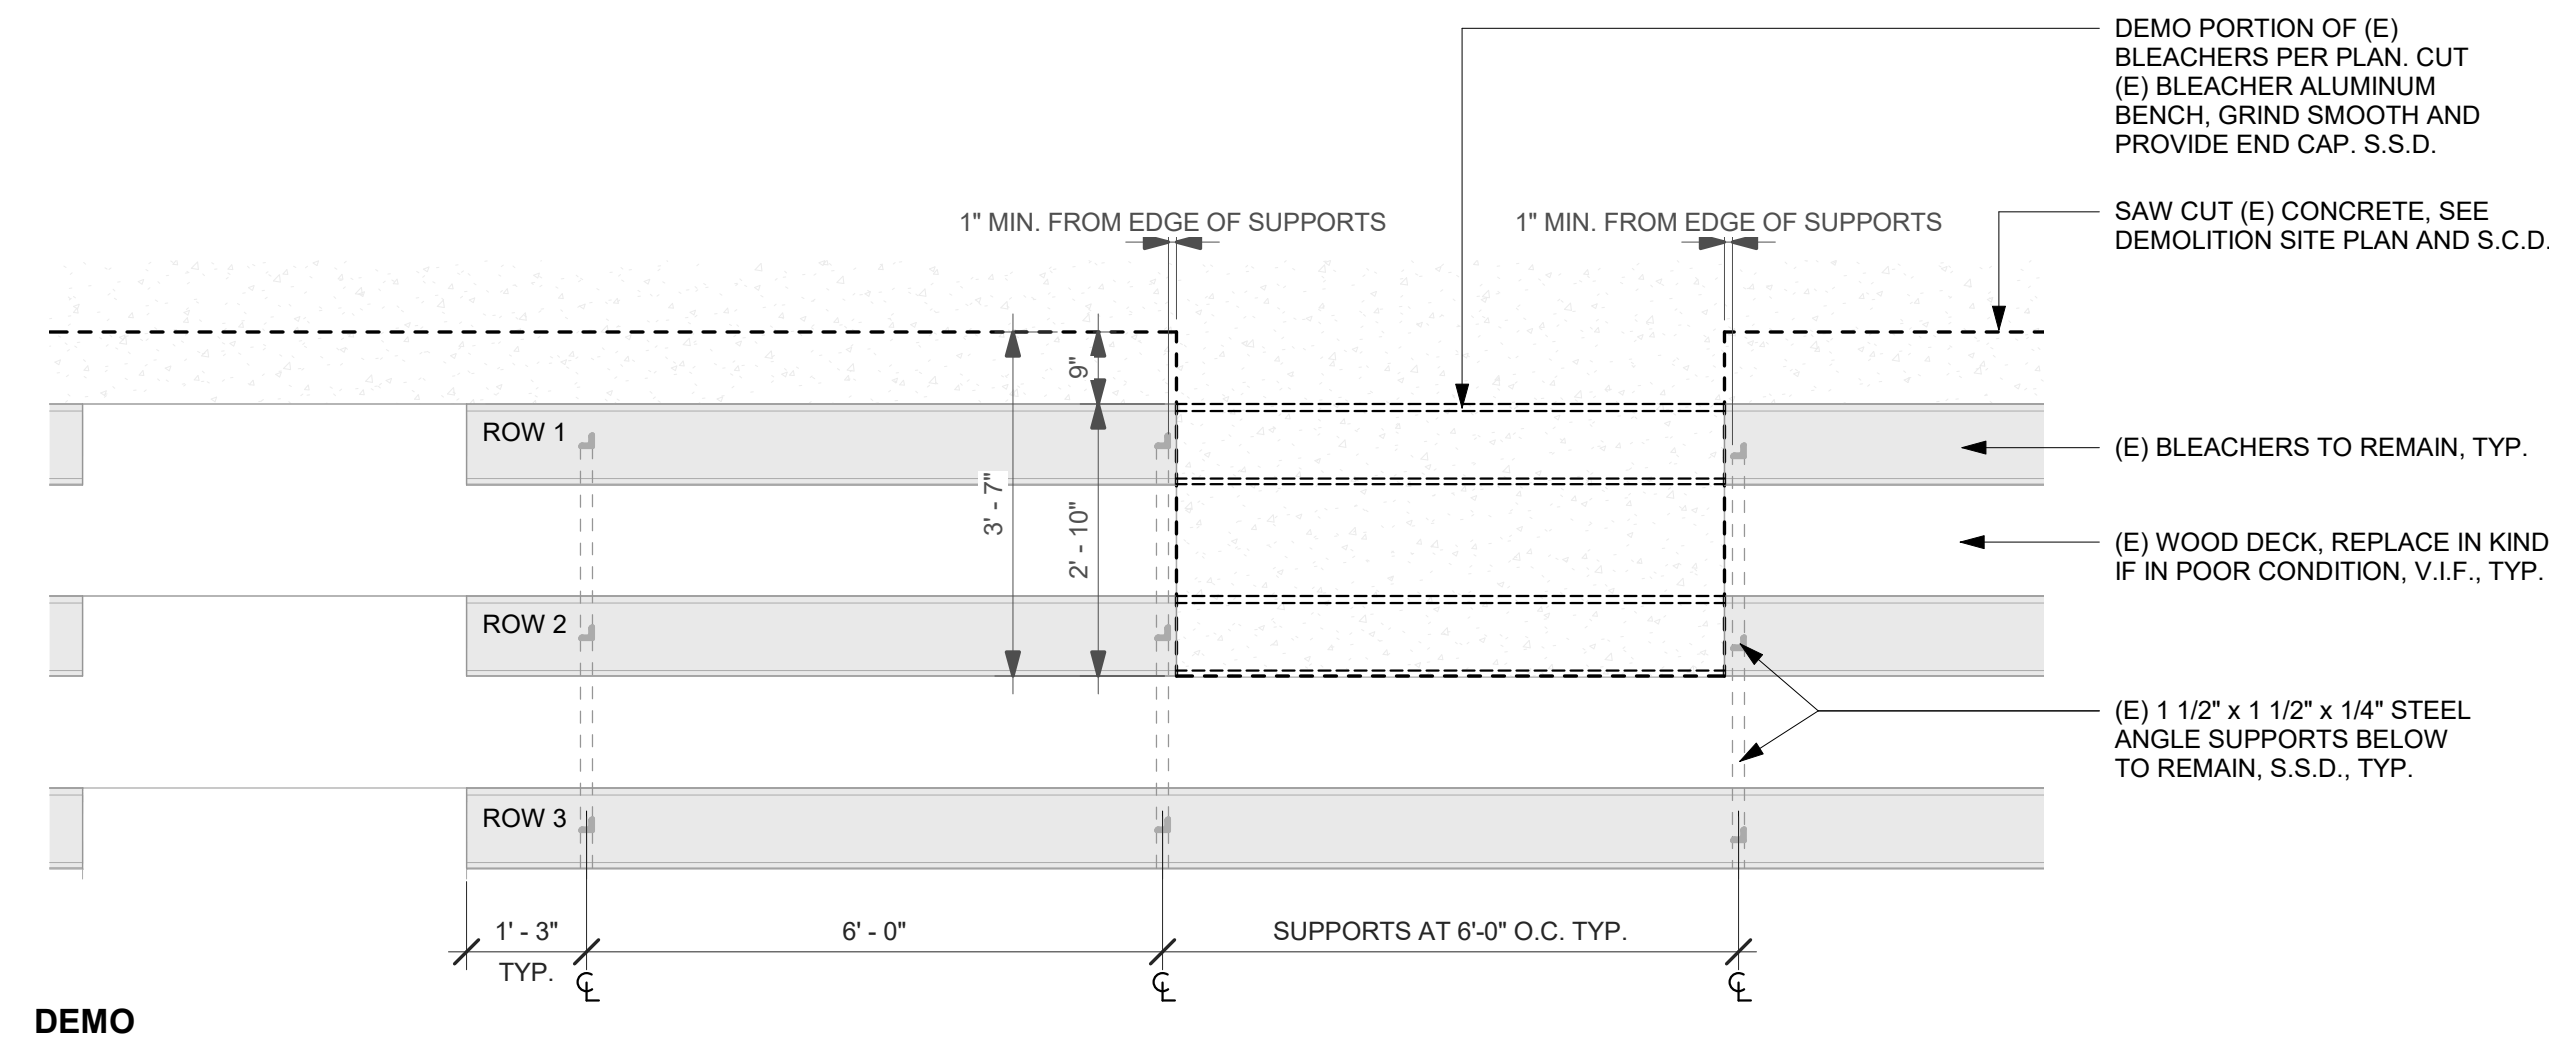 DEMO PORTION OF (E)
BLEACHERS PER PLAN. CUT
(E) BLEACHER ALUMINUM
BENCH, GRIND SMOOTH AND
PROVIDE END CAP. S.S.D.
1" MIN. FROM EDGE OF SUPPORTS
1" MIN. FROM EDGE OF SUPPORTS
SAW CUT (E) CONCRETE, SEE
DEMOLITION SITE PLAN AND S.C.D.
9"
ROW 1
(E) BLEACHERS TO REMAIN, TYP.
3' - 7"
2' - 10"
(E) WOOD DECK, REPLACE IN KIND
IF IN POOR CONDITION, V.I.F., TYP.
ROW 2
(E) 1 1/2" x 1 1/2" x 1/4" STEEL
ANGLE SUPPORTS BELOW
TO REMAIN, S.S.D., TYP.
ROW 3
1' - 3"
TYP.
6' - 0"
SUPPORTS AT 6'-0" O.C. TYP.
℄
℄
℄
DEMO